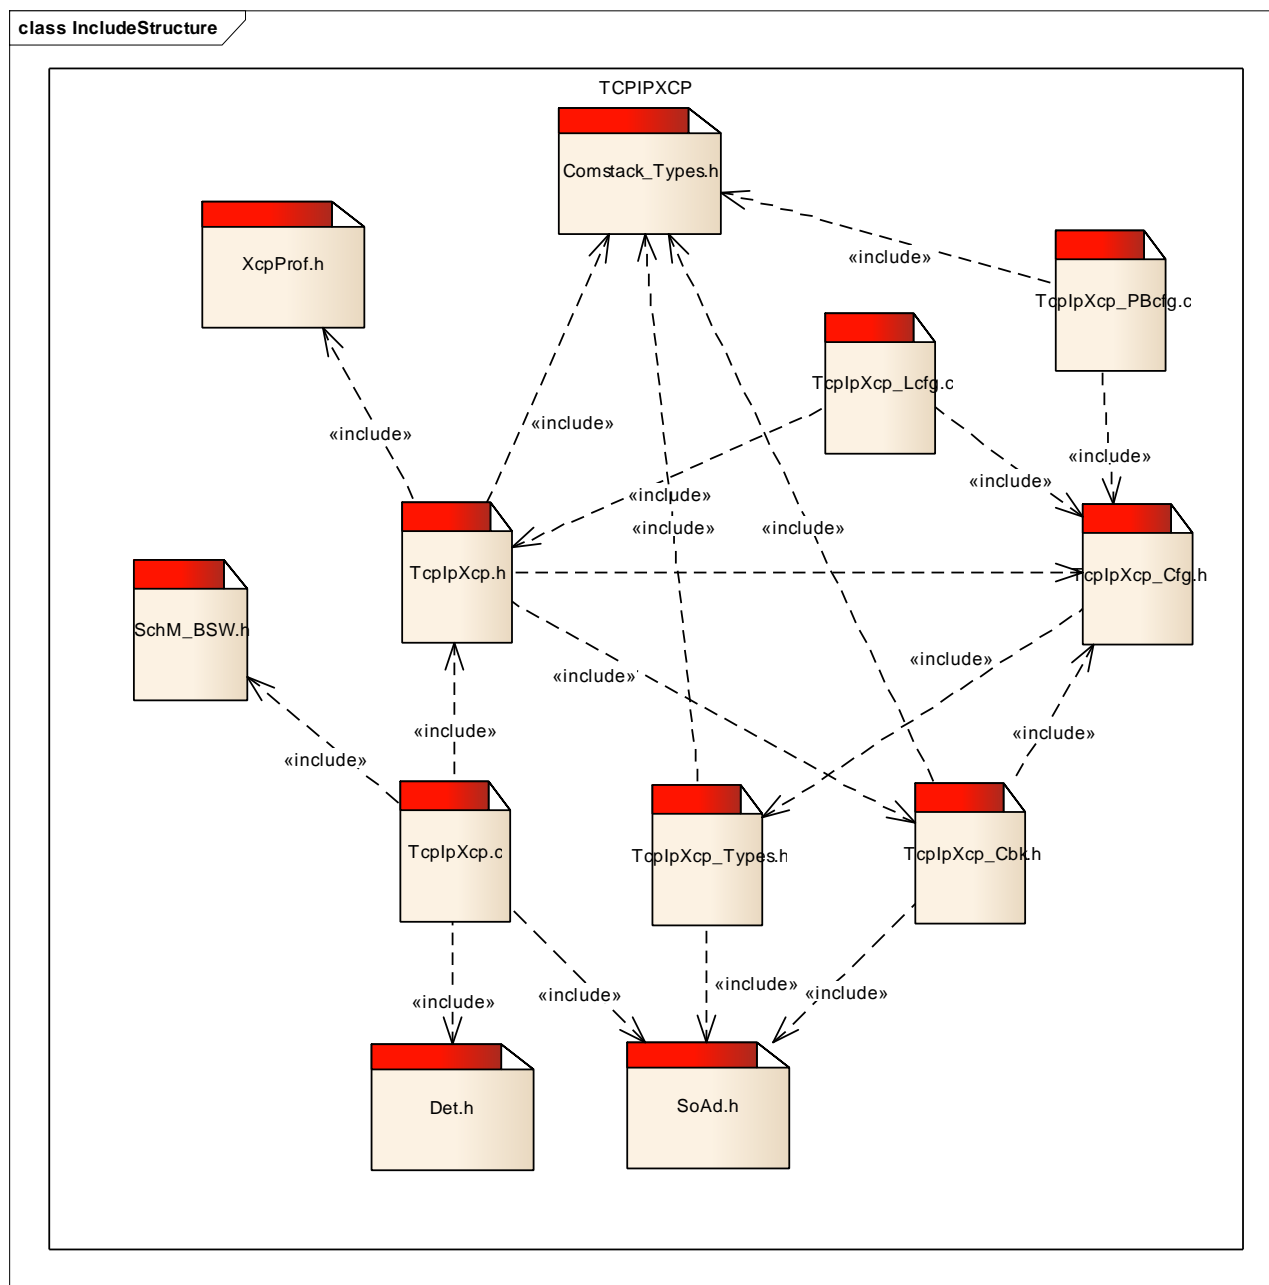 class IncludeStructure
TCPIPXCP
Comstack_Types.h
XcpProf.h
«include»
TcpIpXcp_PBcfg.c
TcpIpXcp_Lcfg.c
«include»
«include»
«include»
«include»
«include»
«include»
«include»
TcpIpXcp.h
TcpIpXcp_Cfg.h
SchM_BSW.h
«include»
«include»
«include»
«include»
«include»
TcpIpXcp.c
TcpIpXcp_Types.h
TcpIpXcp_Cbk.h
«include»
«include»
«include»
«include»
Det.h
SoAd.h